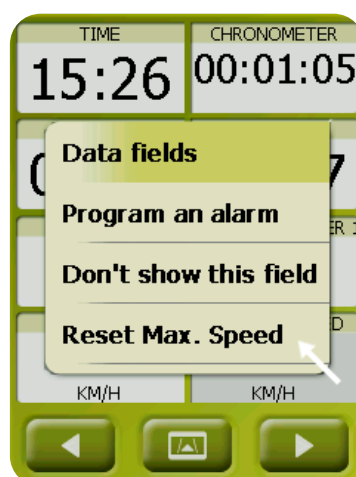 TIME
CHRONOMETER
15:26
00:01:05
Data fields
Program an alarm
Don't show this field
Reset Max. Speed
KM/H
KM/H